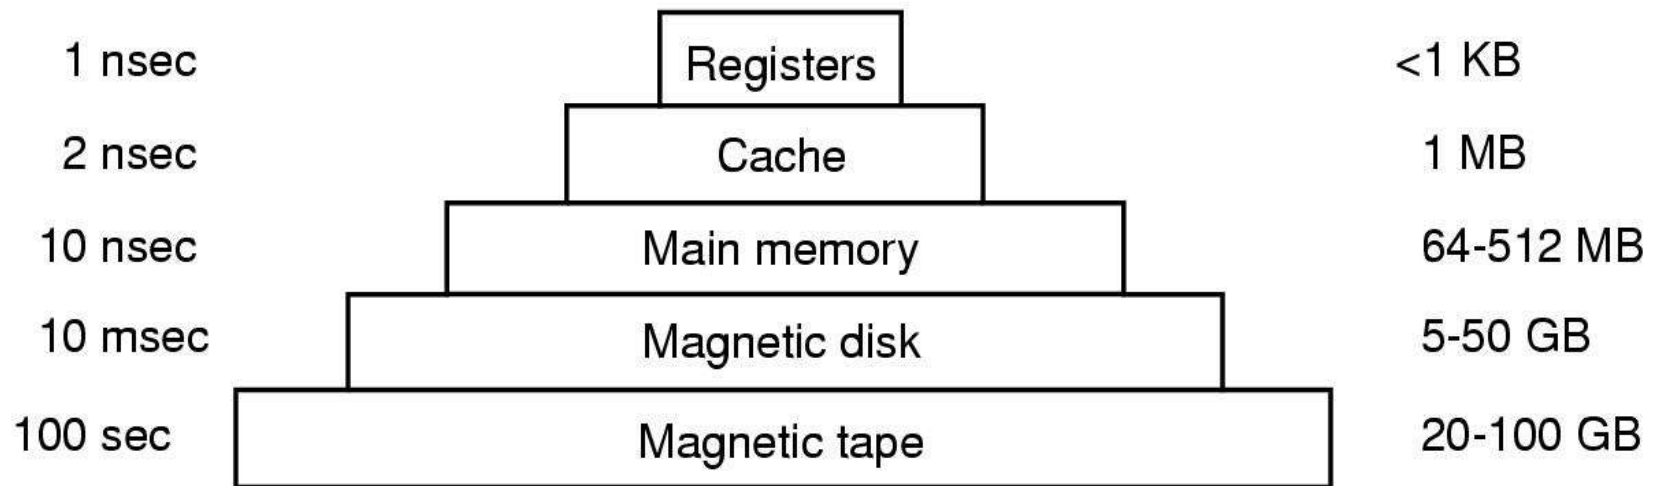 1 nsec Registers <1 KB
2 nsec Cache 1 MB
10 nsec Main memory 64-512 MB
10 msec Magnetic disk 5-50 GB
100 sec Magnetic tape 20-100 GB